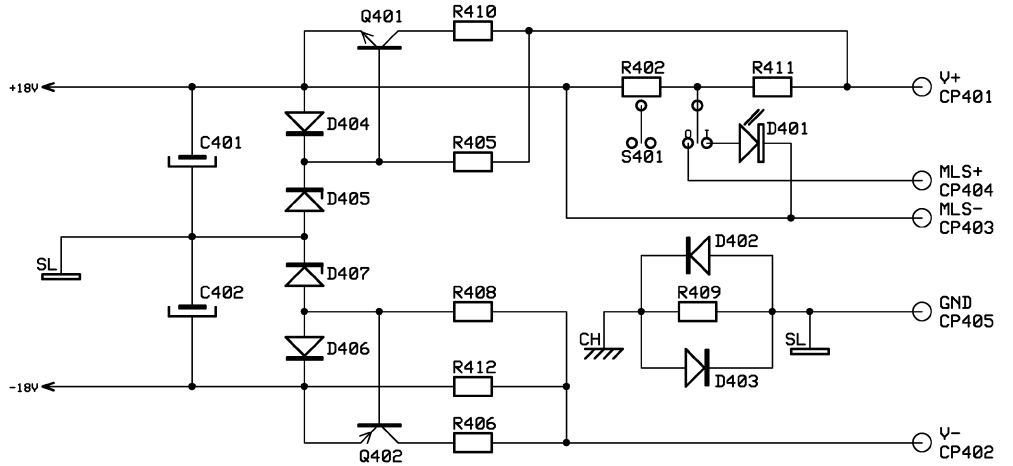 Q401
R410
+18V
R402
R411
V+
CP401
C401
D404
R405
S401
O
I
D401
D405
MLS+
CP404
MLS-
CP403
SL
D402
D407
C402
R408
R409
GND
CP405
CH
SL
D406
D403
-18V
R412
R406
Q402
V-
CP402